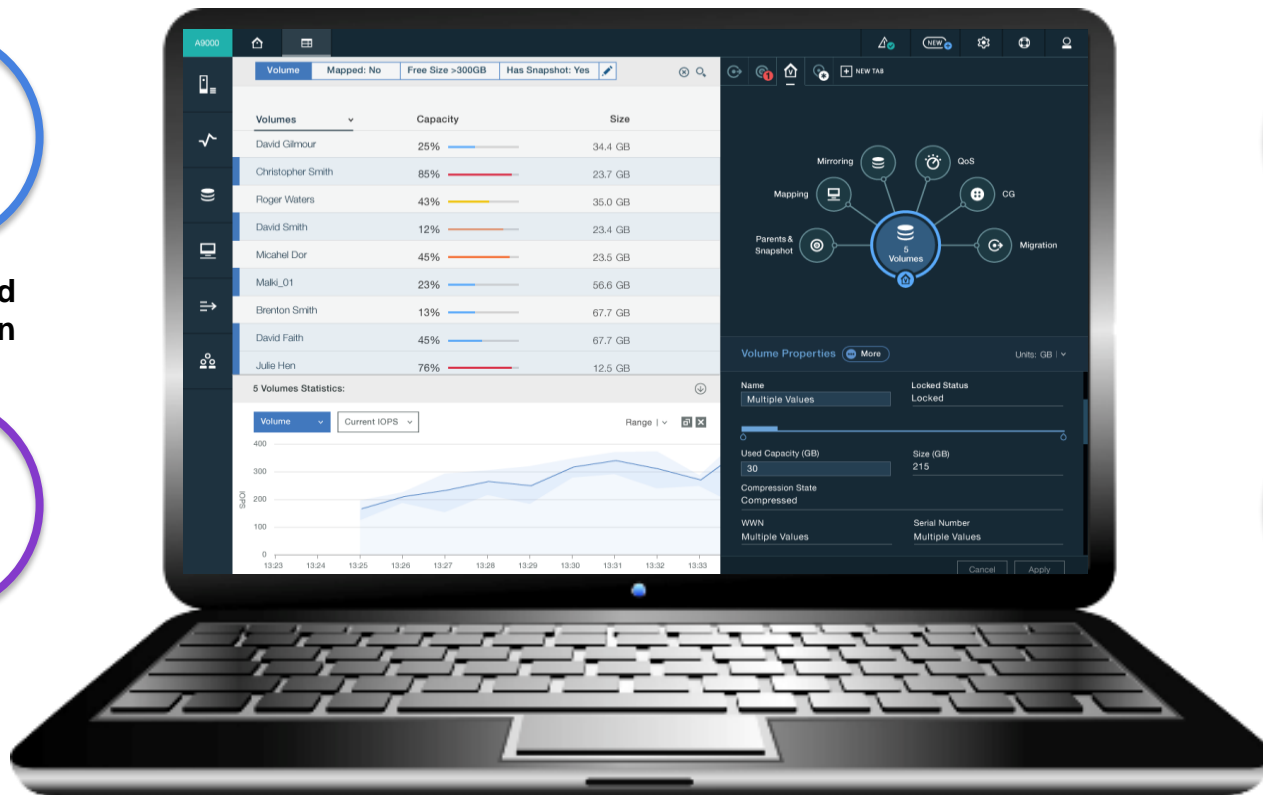 d
n
A9000
NEW
Volume Mapped: No Free Size >300GB Has Snapshot: Yes
1
NEW TAB
Volumes Capacity Size
David Gilmour 25% 34.4 GB
Christopher Smith 85% 23.7 GB
Roger Waters 43% 35.0 GB
David Smith 12% 23.4 GB
Micahel Dor 45% 23.5 GB
Malki_01 23% 56.6 GB
Brenton Smith 13% 67.7 GB
David Faith 45% 67.7 GB
Julie Hen 76% 12.5 GB
5 Volumes Statistics:
Volume Current IOPS Range
400
300
200
100
0
IOPS
13:23 13:24 13:25 13:26 13:27 13:28 13:29 13:30 13:31 13:32 13:33
Mirroring
QoS
Mapping
CG
Parents &
Snapshot
5
Volumes
Migration
Volume Properties More Units: GB
Name Locked Status
Multiple Values Locked
Used Capacity (GB) Size (GB)
30 215
Compression State
Compressed
WWN Serial Number
Multiple Values Multiple Values
Cancel Apply